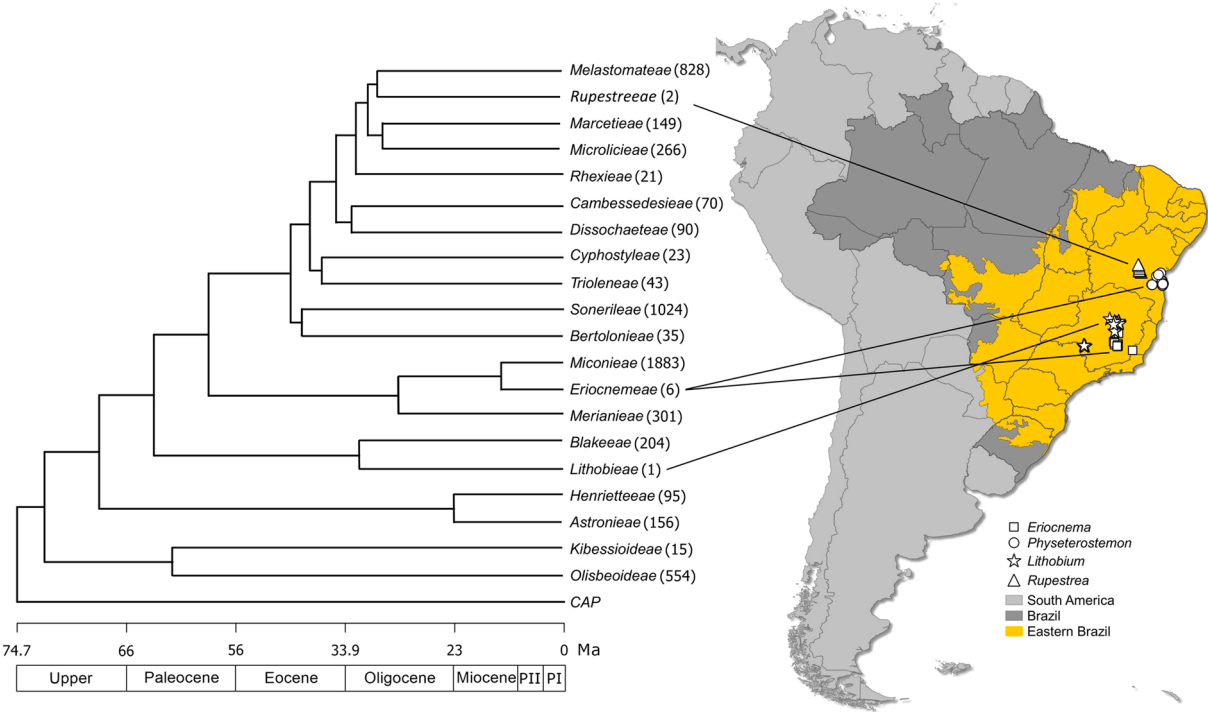 Melastomateae (828)
Rupestreeae (2)
Marcetieae (149)
Microlicieae (266)
Rhexieae (21)
Cambessedesieae (70)
Dissochaeteae (90)
Cyphostyleae (23)
Trioleneae (43)
Sonerileae (1024)
Bertolonieae (35)
Miconieae (1883)
Eriocnemeae (6)
Merianieae (301)
Blakeeae (204)
Lithobieae (1)
Henrietteeae (95)
Astronieae (156)
Kibessioideae (15)
Olisbeoideae (554)
CAP
74.7 66 56 33.9 23 0 Ma
Upper Paleocene Eocene Oligocene Miocene PII PI
Eriocnema
Physeterostemon
Lithobium
Rupestrea
South America
Brazil
Eastern Brazil